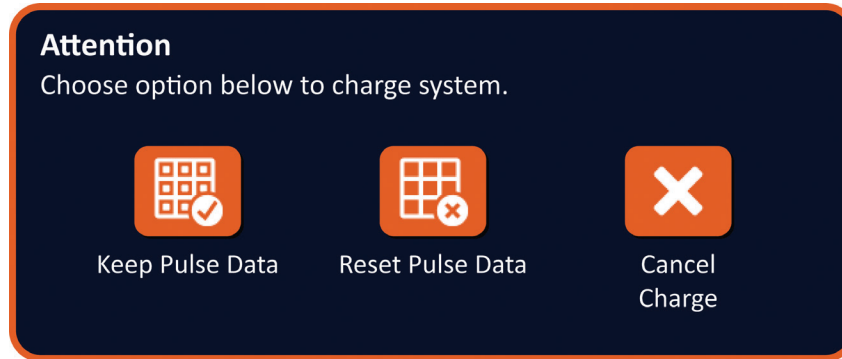 Attention
Choose option below to charge system.
Keep Pulse Data
Reset Pulse Data
Cancel
Charge